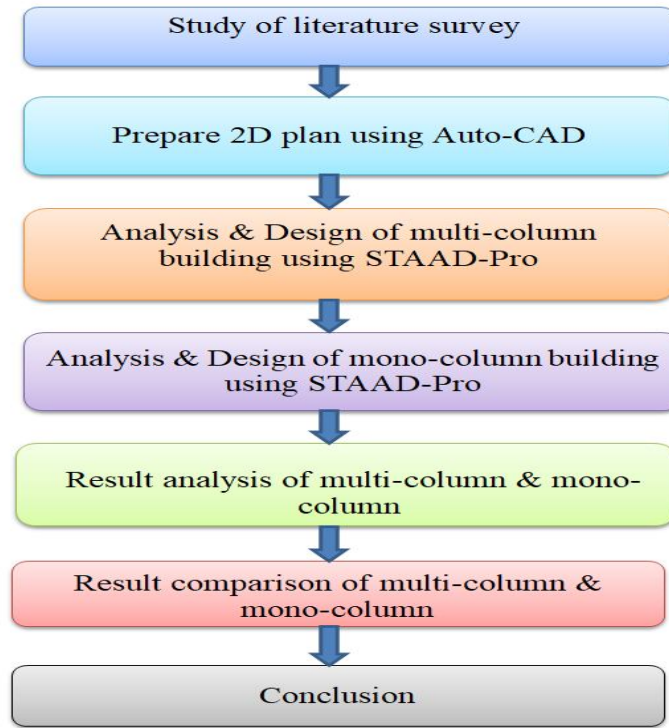 Study of literature survey
Prepare 2D plan using Auto-CAD
Analysis & Design of multi-column
building using STAAD-Pro
Analysis & Design of mono-column building
using STAAD-Pro
Result analysis of multi-column & mono-
column
Result comparison of multi-column &
mono-column
Conclusion